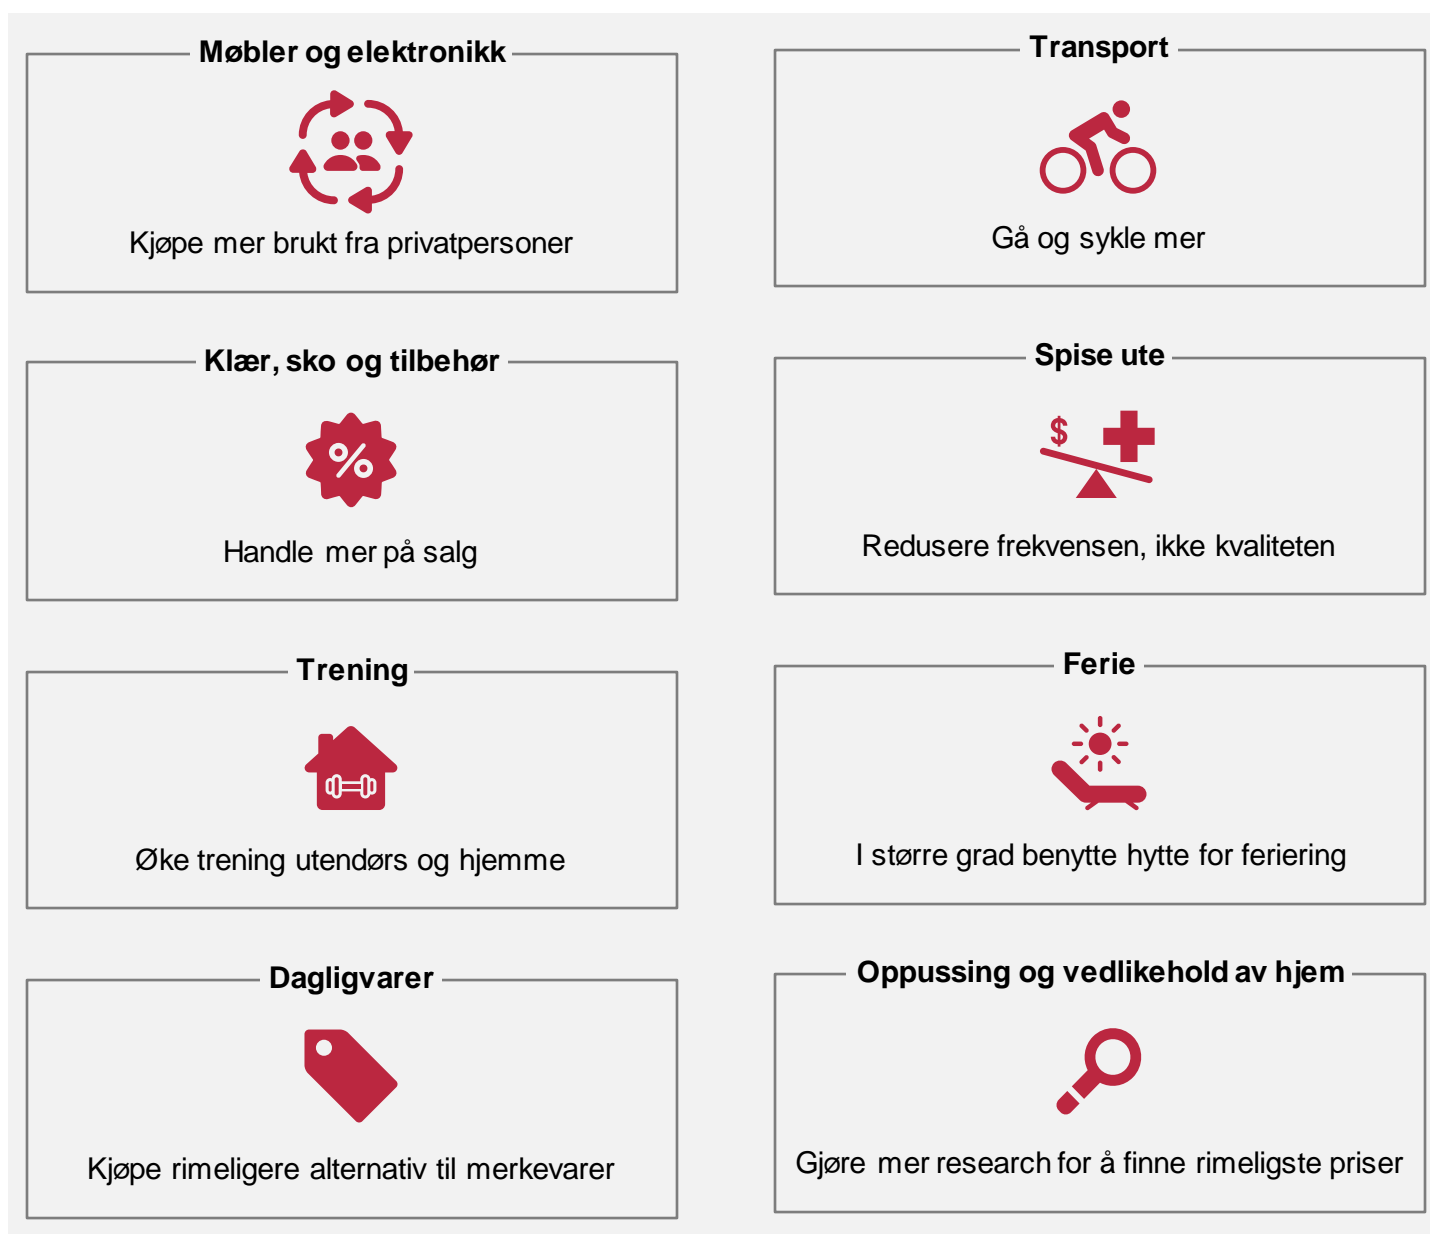 Møbler og elektronikk
Kjøpe mer brukt fra privatpersoner
Transport
Gå og sykle mer
Klær, sko og tilbehør
%
Handle mer på salg
Spise ute
$
Redusere frekvensen, ikke kvaliteten
Trening
Øke trening utendørs og hjemme
Ferie
I større grad benytte hytte for feriering
Dagligvarer
Kjøpe rimeligere alternativ til merkevarer
Oppussing og vedlikehold av hjem
Gjøre mer research for å finne rimeligste priser